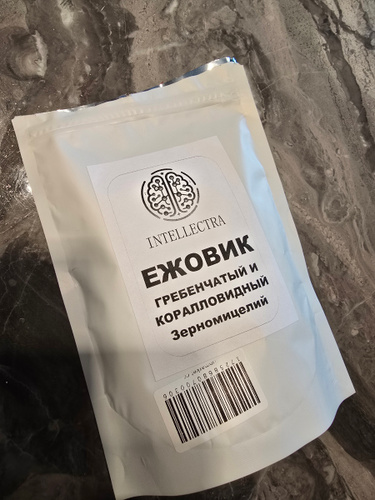 INTELLECTRA
ЕЖОВИК
ГРЕБЕНЧАТЫЙ И
КОРАЛЛОВИДНЫЙ
Зерномицелий